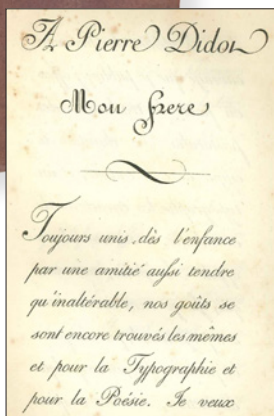 A Pierre Didot
Mon frere
Toujours unis, dès l'enfance
par une amitié aussi tendre
qu'inaltérable, nos goûts se
sont encore trouvés les mêmes
et pour la Typographie et
pour la Poésie. Je veux